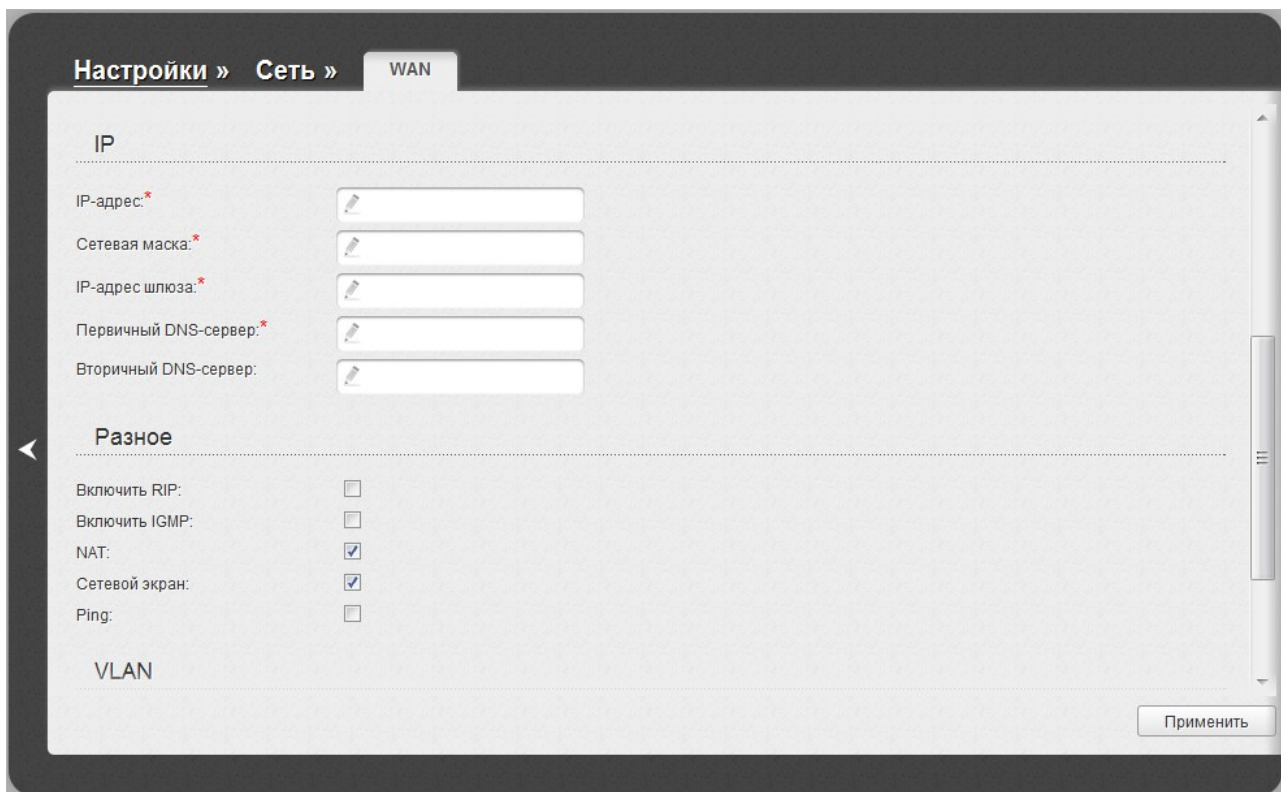 Настройки » Сеть » WAN
IP
IP-адрес:*
Сетевая маска:*
IP-адрес шлюза:*
Первичный DNS-сервер:*
Вторичный DNS-сервер:
Разное
Включить RIP:
Включить IGMP:
NAT:
Сетевой экран:
Ping:
VLAN
Применить